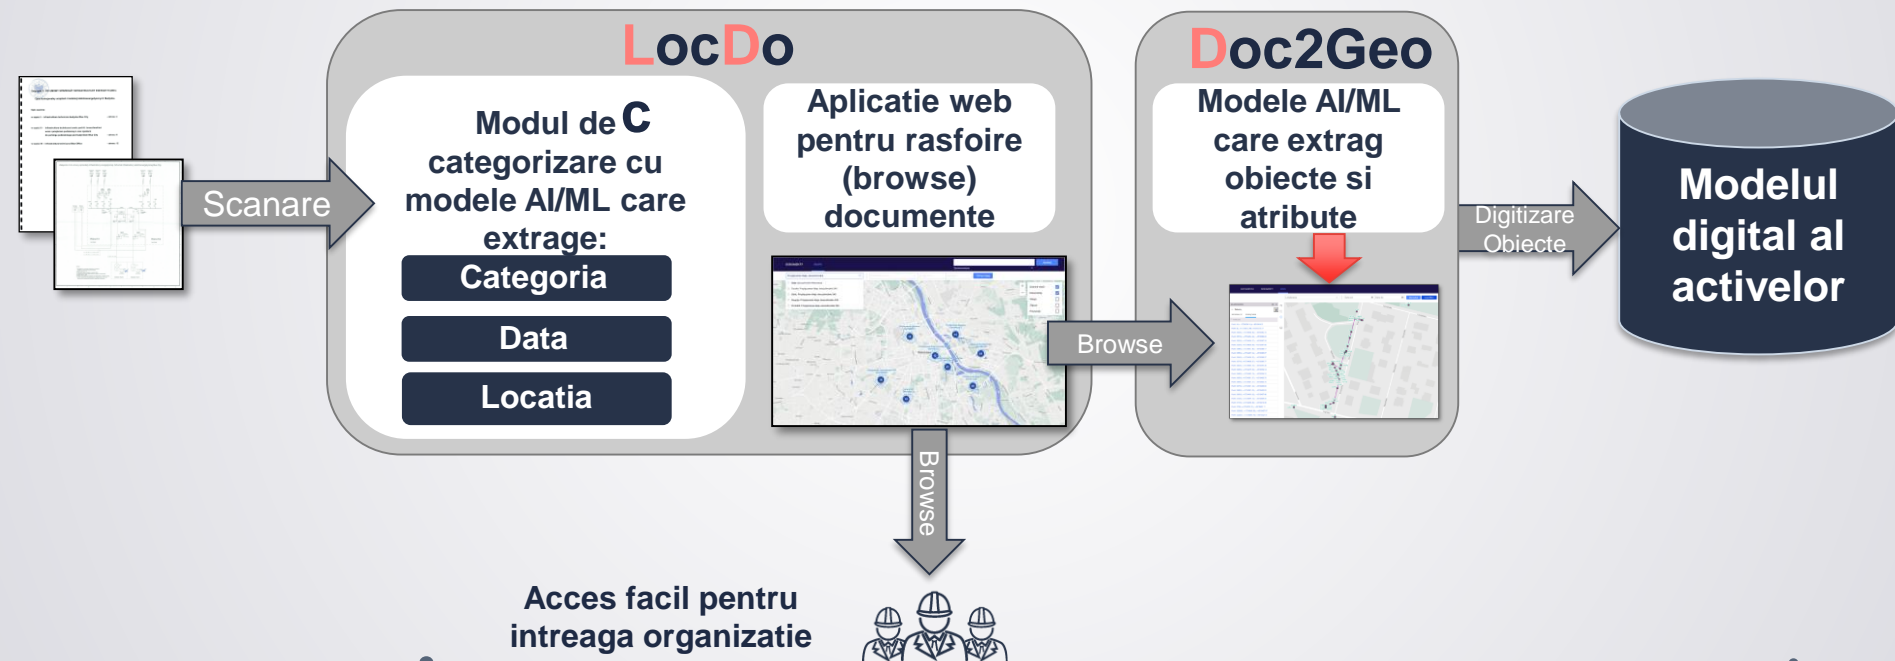 LocDo
c
Modul de
categorizare cu
modele AI/ML care
extrage:
Categoria
Data
Locatia
Aplicatie web
pentru rasfoire
(browse)
documente
Doc2Geo
Modele AI/ML
care extrag
obiecte si
atribute
Scanare
Browse
Browse
Digitizare
Obiecte
Modelul
digital al
activelor
Acces facil pentru
intreaga organizatie